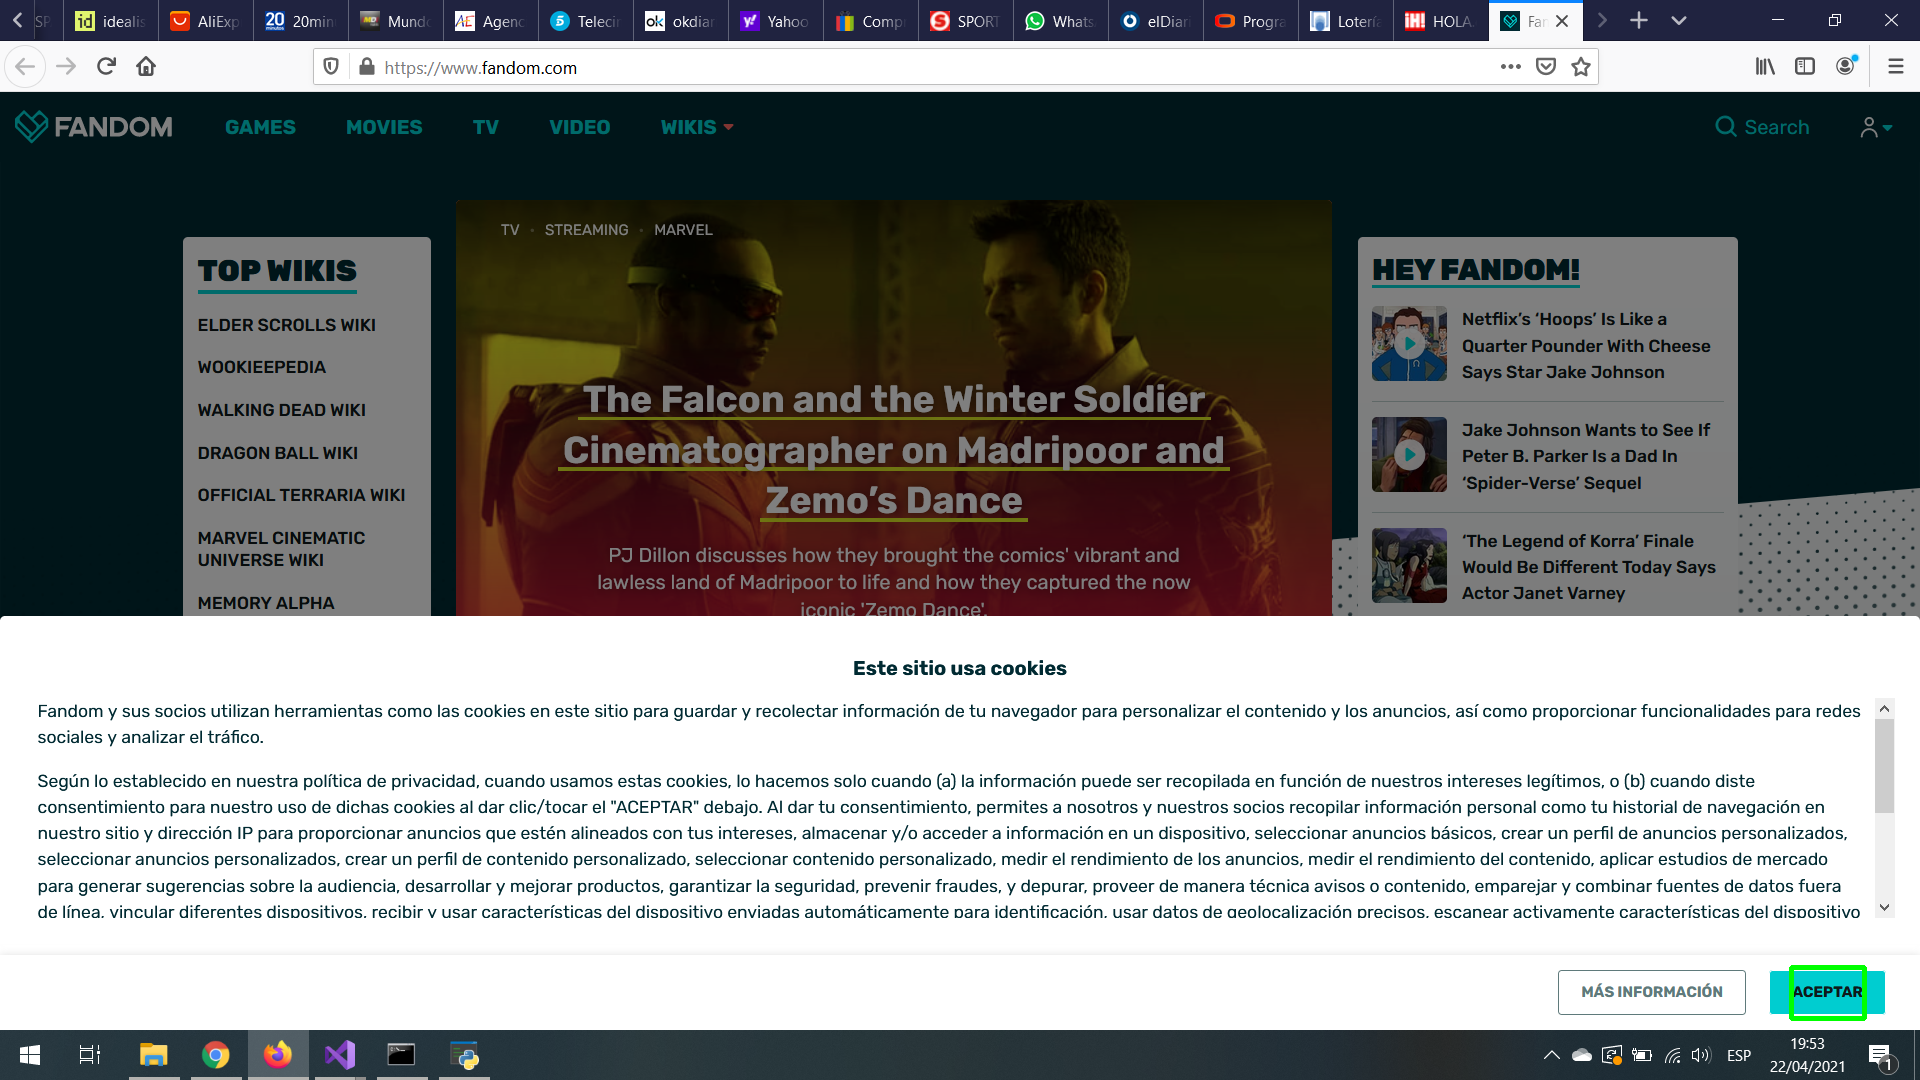 SP
idealis
AliExp
20 20min
Mundo
Agenc
Telecin
ok okdiar
Yahoo
Comp
SPORT
Whats
elDiari
Progra
Lotería
HOLA
Fan
https://www.fandom.com
FANDOM
GAMES
MOVIES
TV
VIDEO
WIKIS
Search
TOP WIKIS
ELDER SCROLLS WIKI
WOOKIEEPEDIA
WALKING DEAD WIKI
DRAGON BALL WIKI
OFFICIAL TERRARIA WIKI
MARVEL CINEMATIC
UNIVERSE WIKI
MEMORY ALPHA
TV · STREAMING · MARVEL
The Falcon and the Winter Soldier
Cinematographer on Madripoor and
Zemo’s Dance
PJ Dillon discusses how they brought the comics' vibrant and
lawless land of Madripoor to life and how they captured the now
iconic 'Zemo Dance'.
HEY FANDOM!
Netflix’s ‘Hoops’ Is Like a
Quarter Pounder With Cheese
Says Star Jake Johnson
Jake Johnson Wants to See If
Peter B. Parker Is a Dad In
‘Spider-Verse’ Sequel
‘The Legend of Korra’ Finale
Would Be Different Today Says
Actor Janet Varney
Este sitio usa cookies
Fandom y sus socios utilizan herramientas como las cookies en este sitio para guardar y recolectar información de tu navegador para personalizar el contenido y los anuncios, así como proporcionar funcionalidades para redes
sociales y analizar el tráfico.
Según lo establecido en nuestra política de privacidad, cuando usamos estas cookies, lo hacemos solo cuando (a) la información puede ser recopilada en función de nuestros intereses legítimos, o (b) cuando diste
consentimiento para nuestro uso de dichas cookies al dar clic/tocar el "ACEPTAR" debajo. Al dar tu consentimiento, permites a nosotros y nuestros socios recopilar información personal como tu historial de navegación en
nuestro sitio y dirección IP para proporcionar anuncios que estén alineados con tus intereses, almacenar y/o acceder a información en un dispositivo, seleccionar anuncios básicos, crear un perfil de anuncios personalizados,
seleccionar anuncios personalizados, crear un perfil de contenido personalizado, seleccionar contenido personalizado, medir el rendimiento de los anuncios, medir el rendimiento del contenido, aplicar estudios de mercado
para generar sugerencias sobre la audiencia, desarrollar y mejorar productos, garantizar la seguridad, prevenir fraudes, y depurar, proveer de manera técnica avisos o contenido, emparejar y combinar fuentes de datos fuera
de línea, vincular diferentes dispositivos, recibir y usar características del dispositivo enviadas automáticamente para identificación, usar datos de geolocalización precisos, escanear activamente características del dispositivo
MÁS INFORMACIÓN
ACEPTAR
ESP
19:53
22/04/2021
1